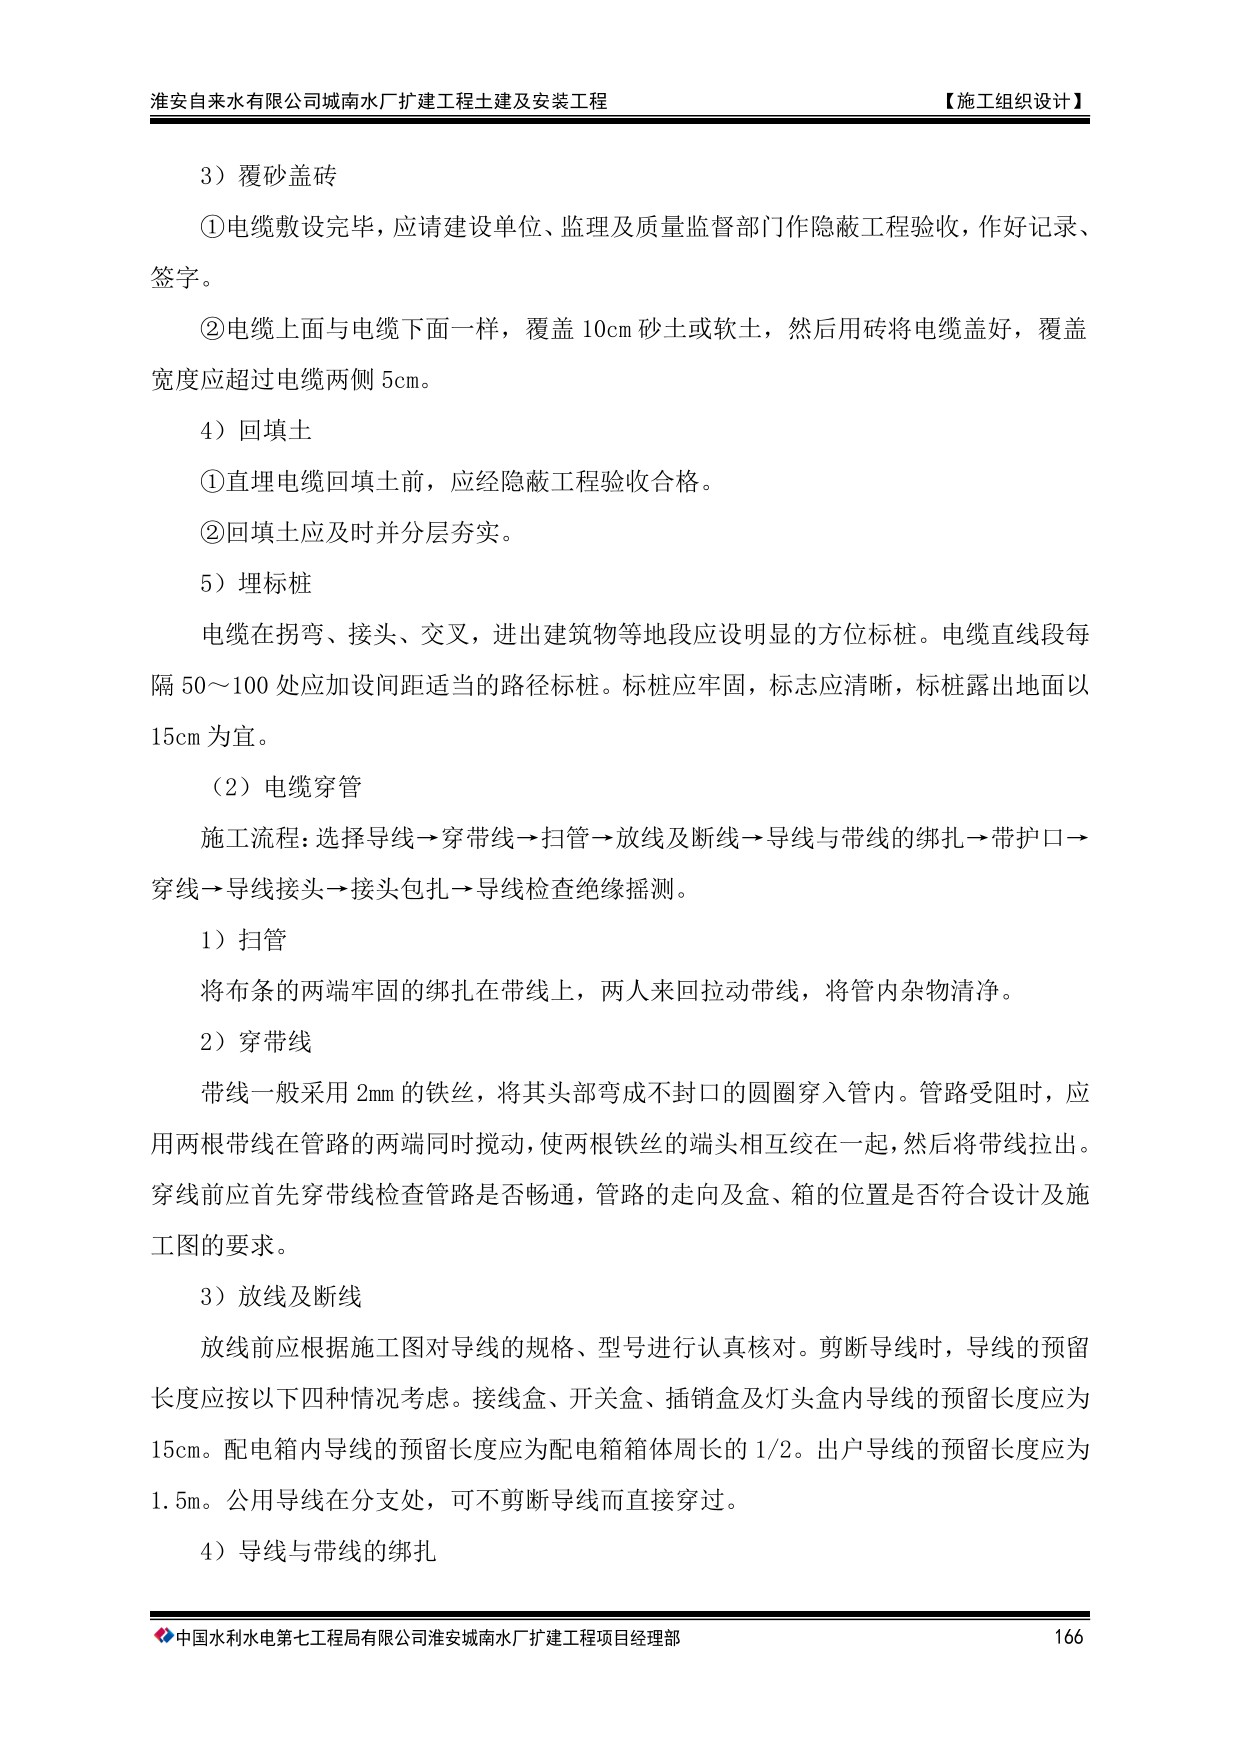 淮安自来水有限公司城南水厂扩建工程土建及安装工程 【施工组织设计】
3）覆砂盖砖
①电缆敷设完毕，应请建设单位、监理及质量监督部门作隐蔽工程验收，作好记录、
签字。
②电缆上面与电缆下面一样，覆盖 10cm 砂土或软土，然后用砖将电缆盖好，覆盖
宽度应超过电缆两侧 5cm。
4）回填土
①直埋电缆回填土前，应经隐蔽工程验收合格。
②回填土应及时并分层夯实。
5）埋标桩
电缆在拐弯、接头、交叉，进出建筑物等地段应设明显的方位标桩。电缆直线段每
隔 50～100 处应加设间距适当的路径标桩。标桩应牢固，标志应清晰，标桩露出地面以
15cm 为宜。
（2）电缆穿管
施工流程：选择导线→穿带线→扫管→放线及断线→导线与带线的绑扎→带护口→
穿线→导线接头→接头包扎→导线检查绝缘摇测。
1）扫管
将布条的两端牢固的绑扎在带线上，两人来回拉动带线，将管内杂物清净。
2）穿带线
带线一般采用 2mm 的铁丝，将其头部弯成不封口的圆圈穿入管内。管路受阻时，应
用两根带线在管路的两端同时搅动，使两根铁丝的端头相互绞在一起，然后将带线拉出。
穿线前应首先穿带线检查管路是否畅通，管路的走向及盒、箱的位置是否符合设计及施
工图的要求。
3）放线及断线
放线前应根据施工图对导线的规格、型号进行认真核对。剪断导线时，导线的预留
长度应按以下四种情况考虑。接线盒、开关盒、插销盒及灯头盒内导线的预留长度应为
15cm。配电箱内导线的预留长度应为配电箱箱体周长的 1/2。出户导线的预留长度应为
1.5m。公用导线在分支处，可不剪断导线而直接穿过。
4）导线与带线的绑扎
中国水利水电第七工程局有限公司淮安城南水厂扩建工程项目经理部 166